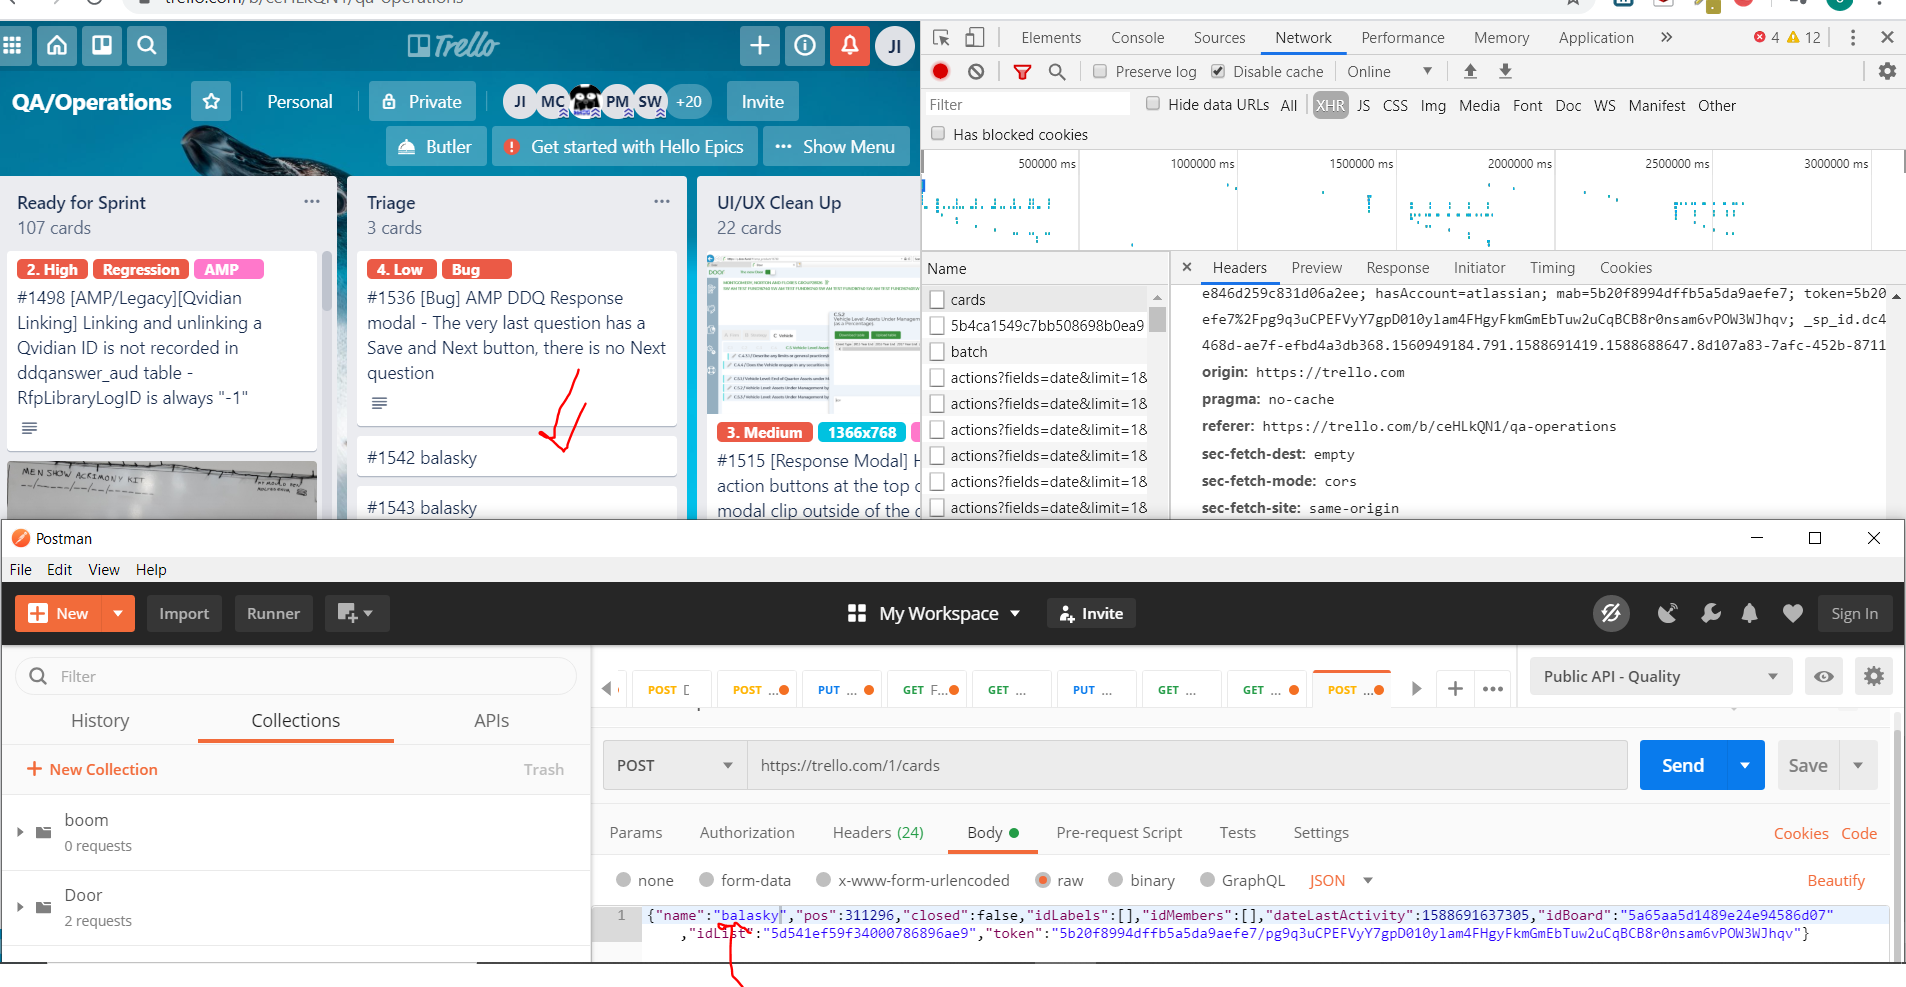 trello.com/b/ceHLkQN1/qa-operations
Trello
JI
QA/Operations
Personal
Private
JI
MC
PM
SW
+20
Invite
Butler
Get started with Hello Epics
Show Menu
Ready for Sprint
107 cards
2. High
Regression
AMP
#1498 [AMP/Legacy][Qvidian
Linking] Linking and unlinking a
Qvidian ID is not recorded in
ddqanswer_aud table -
RfpLibraryLogID is always "-1"
MEN SHOW ACRIMONY KIT
Triage
3 cards
4. Low
Bug
#1536 [Bug] AMP DDQ Response
modal - The very last question has a
Save and Next button, there is no Next
question
#1542 balasky
#1543 balasky
UI/UX Clean Up
22 cards
3. Medium
1366x768
#1515 [Response Modal] H
action buttons at the top o
modal clip outside of the c
Elements
Console
Sources
Network
Performance
Memory
Application
4
12
Preserve log
Disable cache
Online
Filter
Hide data URLs
All
XHR
JS
CSS
Img
Media
Font
Doc
WS
Manifest
Other
Has blocked cookies
500000 ms
1000000 ms
1500000 ms
2000000 ms
2500000 ms
3000000 ms
Name
cards
5b4ca1549c7bb508698b0ea9
batch
actions?fields=date&limit=1&
actions?fields=date&limit=1&
actions?fields=date&limit=1&
actions?fields=date&limit=1&
actions?fields=date&limit=1&
actions?fields=date&limit=1&
Headers
Preview
Response
Initiator
Timing
Cookies
e846d259c831d06a2ee; hasAccount=atlassian; mab=5b20f8994dffb5a5da9aefe7; token=5b20
efe7%2Fpg9q3uCPEFVyY7gpD010ylam4FHgyFkmGmEbTuw2uCqBCB8r0nsam6vPOW3WJhqv; _sp_id.dc4
468d-ae7f-efbd4a3db368.1560949184.791.1588691419.1588688647.8d107a83-7afc-452b-8711
origin: https://trello.com
pragma: no-cache
referer: https://trello.com/b/ceHLkQN1/qa-operations
sec-fetch-dest: empty
sec-fetch-mode: cors
sec-fetch-site: same-origin
Postman
File
Edit
View
Help
New
Import
Runner
My Workspace
Invite
Sign In
Filter
History
Collections
APIs
New Collection
Trash
boom
0 requests
Door
2 requests
POST
POST ...
PUT ...
GET F...
GET ...
PUT ...
GET ...
GET ...
POST ...
Public API - Quality
POST
https://trello.com/1/cards
Send
Save
Params
Authorization
Headers (24)
Body
Pre-request Script
Tests
Settings
Cookies
Code
none
form-data
x-www-form-urlencoded
raw
binary
GraphQL
JSON
Beautify
1
{"name":"balasky","pos":311296,"closed":false,"idLabels":[],"idMembers":[],"dateLastActivity":1588691637305,"idBoard":"5a65aa5d1489e24e94586d07"
,"idList":"5d541ef59f34000786896ae9","token":"5b20f8994dffb5a5da9aefe7/pg9q3uCPEFVyY7gpD010ylam4FHgyFkmGmEbTuw2uCqBCB8r0nsam6vPOW3WJhqv"}